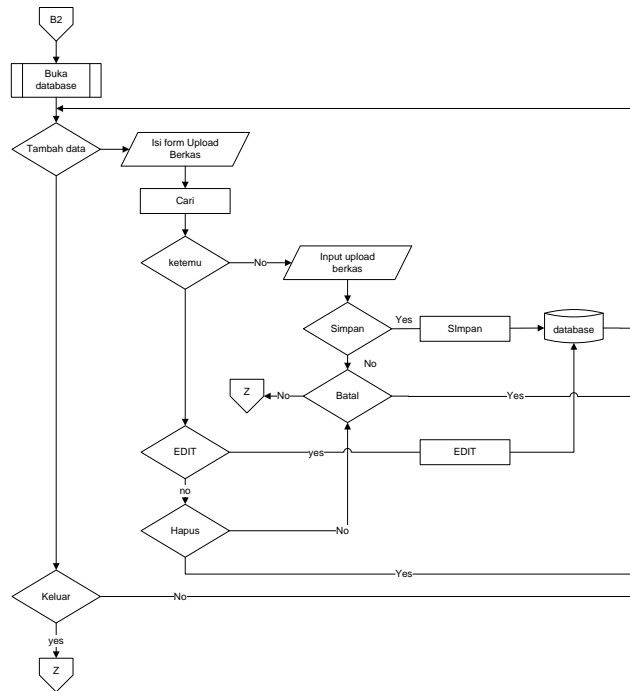 B2
Buka
database
Tambah data
Isi form Upload
Berkas
Cari
ketemu
No
Input upload
berkas
Simpan
Yes
SImpan
database
No
Z
No
Batal
Yes
EDIT
yes
EDIT
no
Hapus
No
Yes
Keluar
No
yes
Z